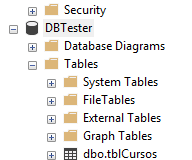 Security
DBTester
Database Diagrams
Tables
System Tables
FileTables
External Tables
Graph Tables
dbo.tblCursos